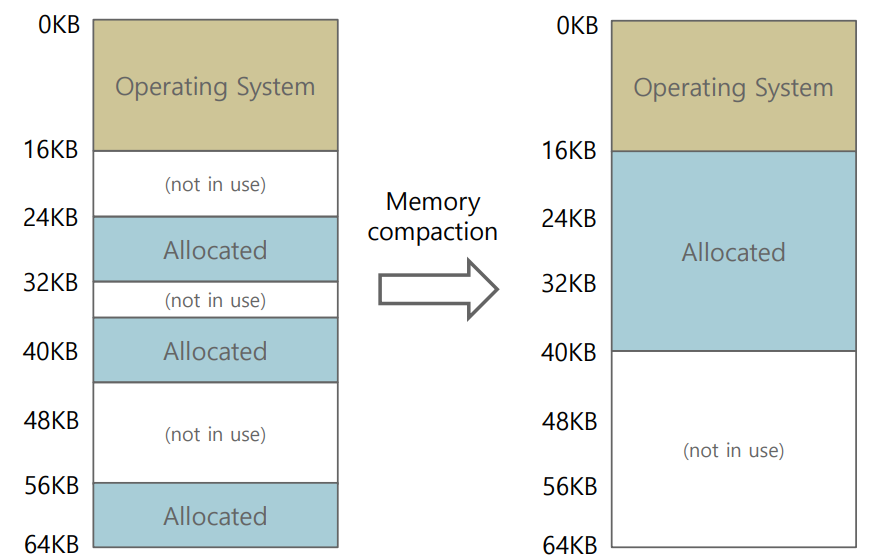 0KB
Operating System
16KB
(not in use)
24KB
Allocated
32KB
(not in use)
Allocated
40KB
48KB
(not in use)
56KB
Allocated
64KB
Memory
compaction
0KB
Operating System
16KB
24KB
Allocated
32KB
40KB
48KB
(not in use)
56KB
64KB